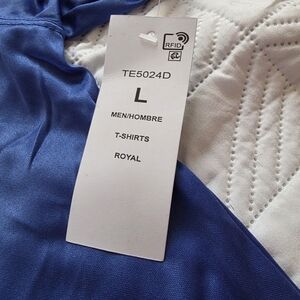 RFID
TE5024D
L
MEN/HOMBRE
T-SHIRTS
ROYAL